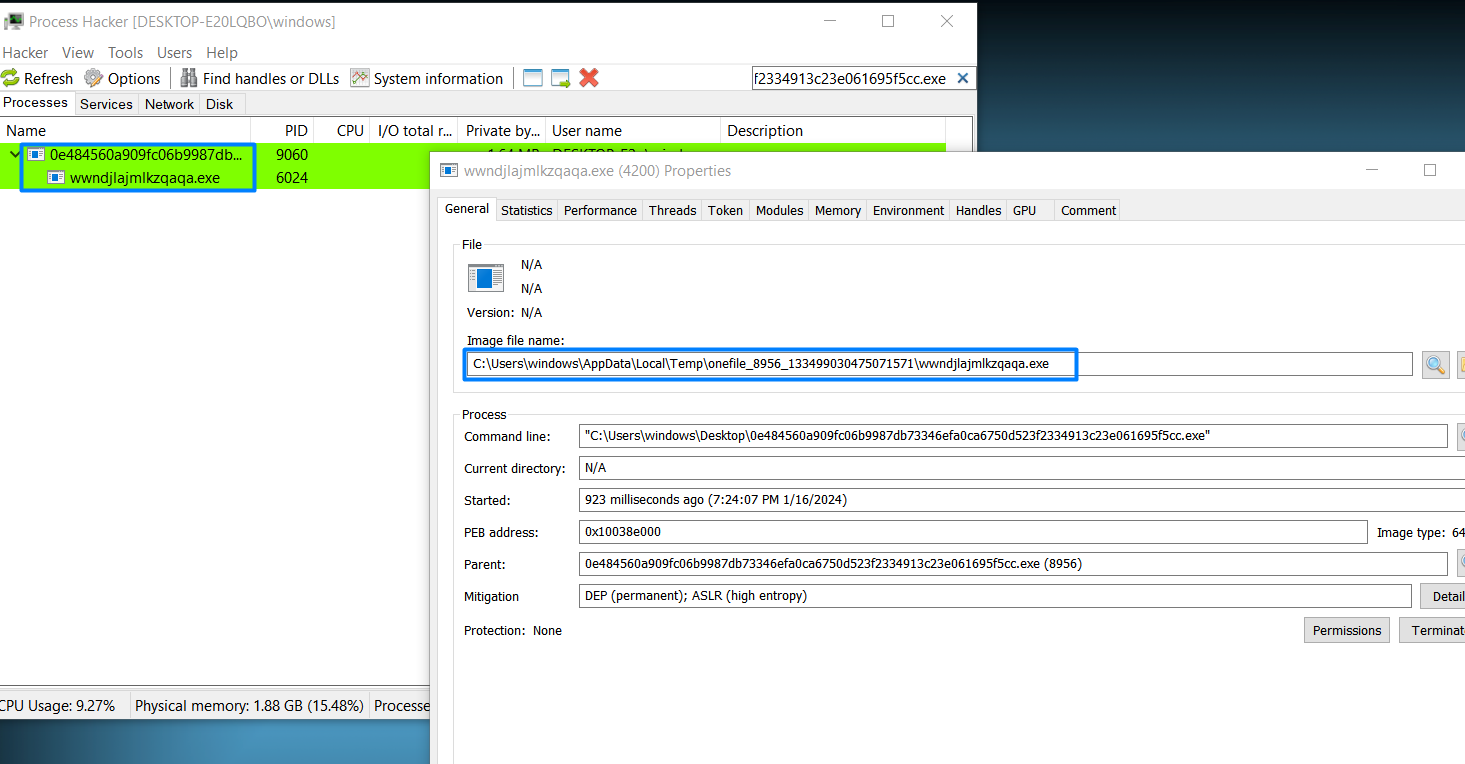 Process Hacker [DESKTOP-E20LQBO\windows]
Hacker View Tools Users Help
Refresh Options Find handles or DLLs System information f2334913c23e061695f5cc.exe
Processes Services Network Disk
Name PID CPU I/O total r... Private by... User name Description
0e484560a909fc06b9987db... 9060
wwndjlajmlkzqaqa.exe 6024
wwndjlajmlkzqaqa.exe (4200) Properties
General Statistics Performance Threads Token Modules Memory Environment Handles GPU Comment
File
N/A
N/A
Version: N/A
Image file name:
C:\Users\windows\AppData\Local\Temp\onefile_8956_133499030475071571\wwndjlajmlkzqaqa.exe
Process
Command line: "C:\Users\windows\Desktop\0e484560a909fc06b9987db73346efa0ca6750d523f2334913c23e061695f5cc.exe"
Current directory: N/A
Started: 923 milliseconds ago (7:24:07 PM 1/16/2024)
PEB address: 0x10038e000 Image type: 64
Parent: 0e484560a909fc06b9987db73346efa0ca6750d523f2334913c23e061695f5cc.exe (8956)
Mitigation DEP (permanent); ASLR (high entropy) Detail
Protection: None Permissions Terminat
CPU Usage: 9.27% Physical memory: 1.88 GB (15.48%) Processe